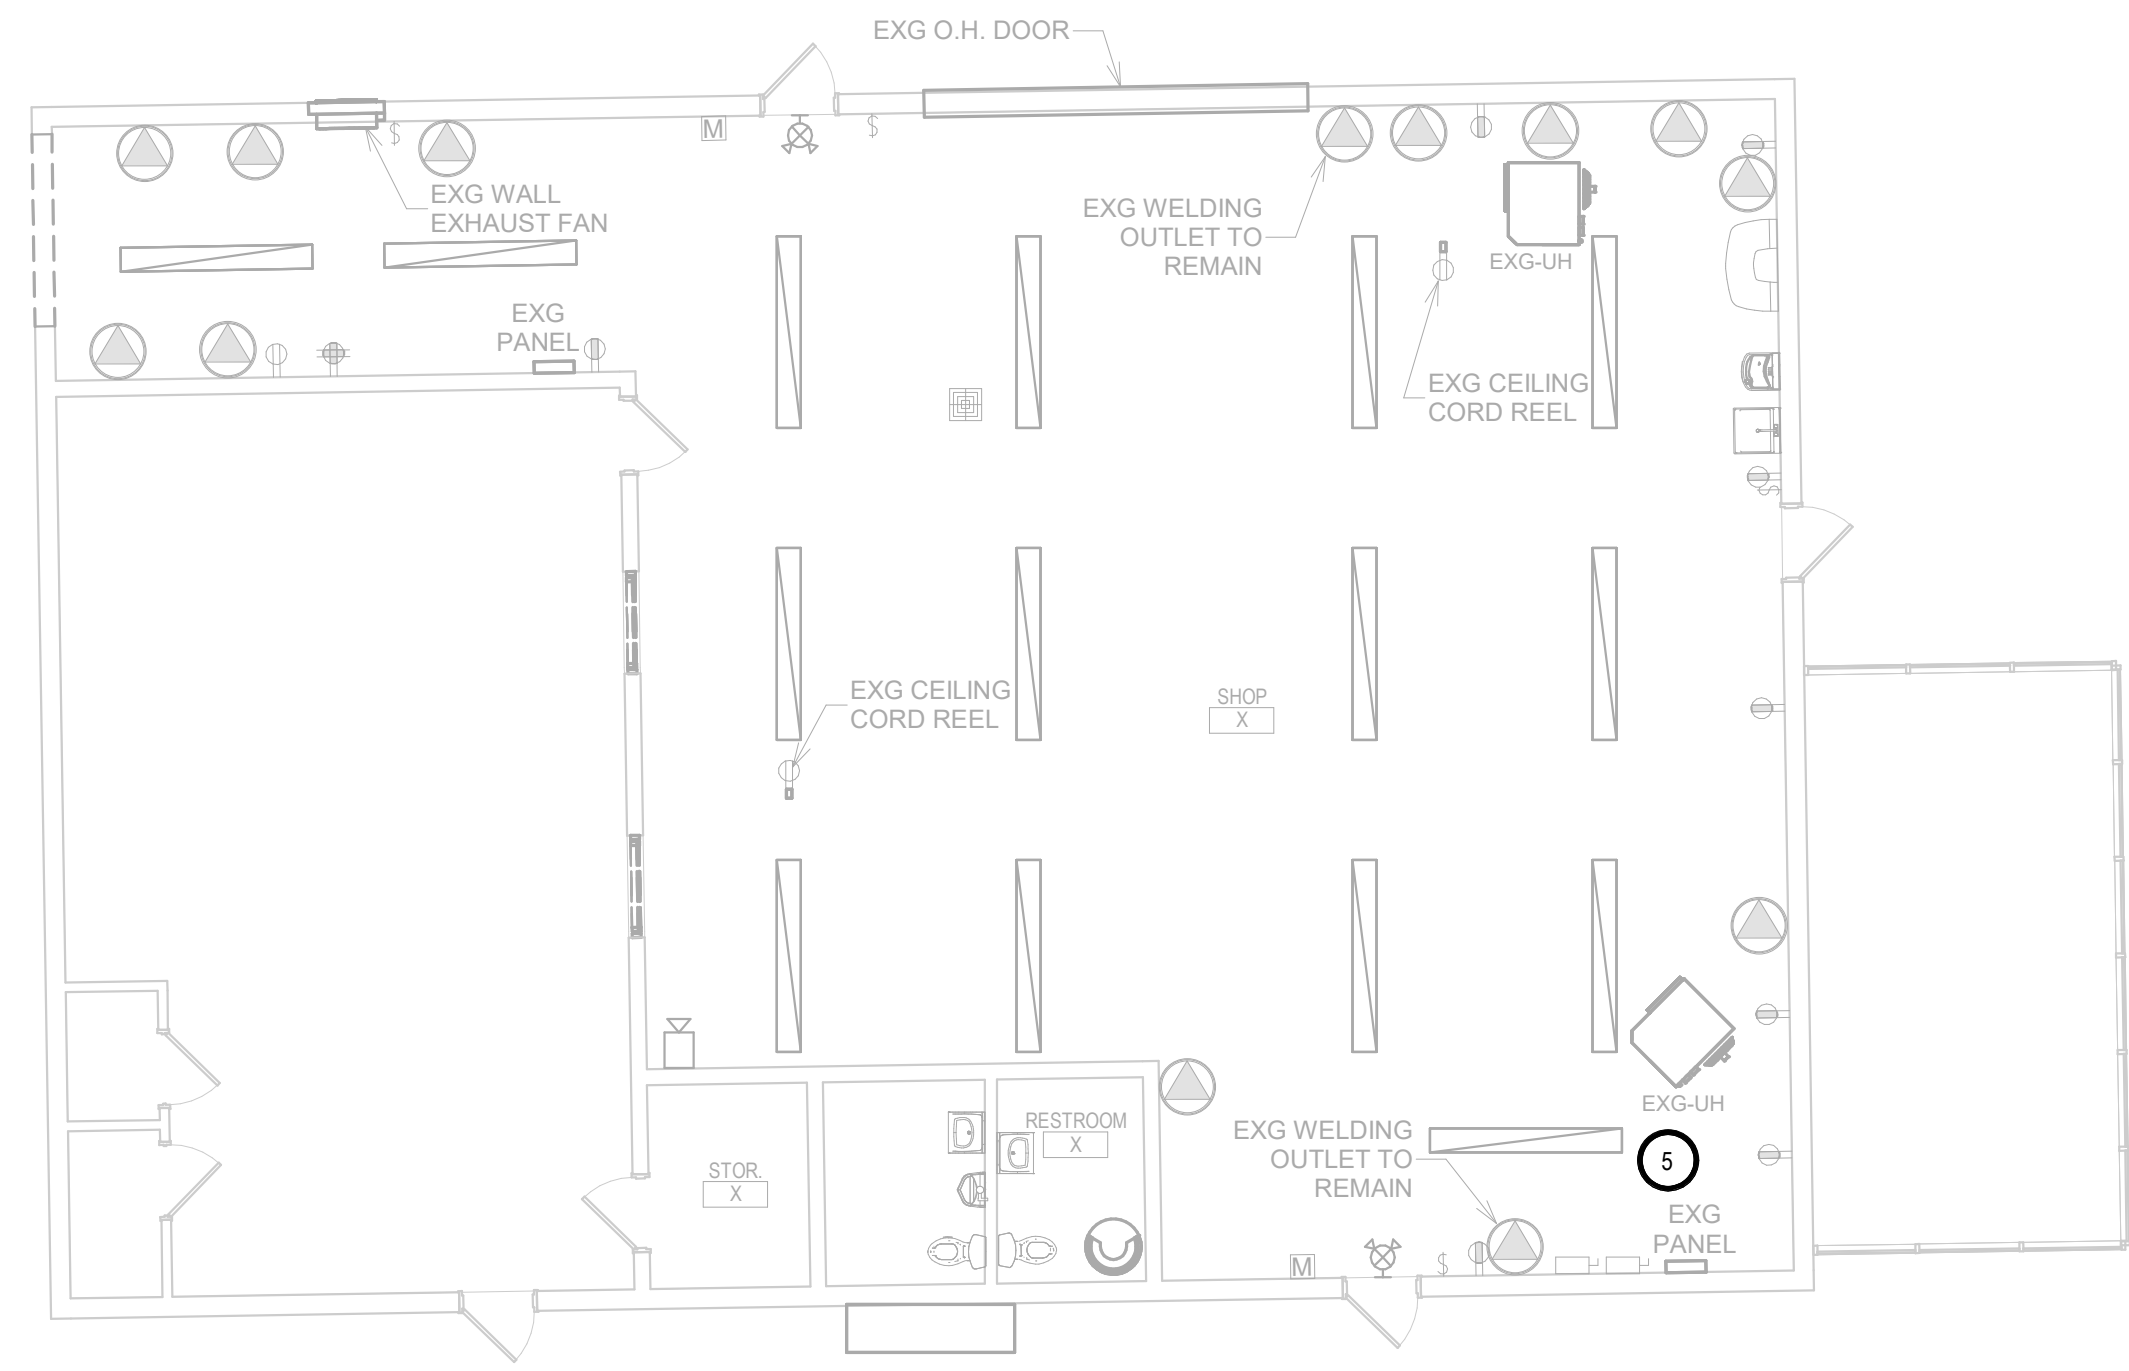 EXG O.H. DOOR
$
M
$
EXG WALL
EXHAUST FAN
EXG WELDING
OUTLET TO
REMAIN
EXG-UH
EXG
PANEL
EXG CEILING
CORD REEL
$
EXG CEILING
CORD REEL
SHOP
X
EXG-UH
RESTROOM
X
EXG WELDING
OUTLET TO
REMAIN
5
STOR.
X
EXG
PANEL
M
$